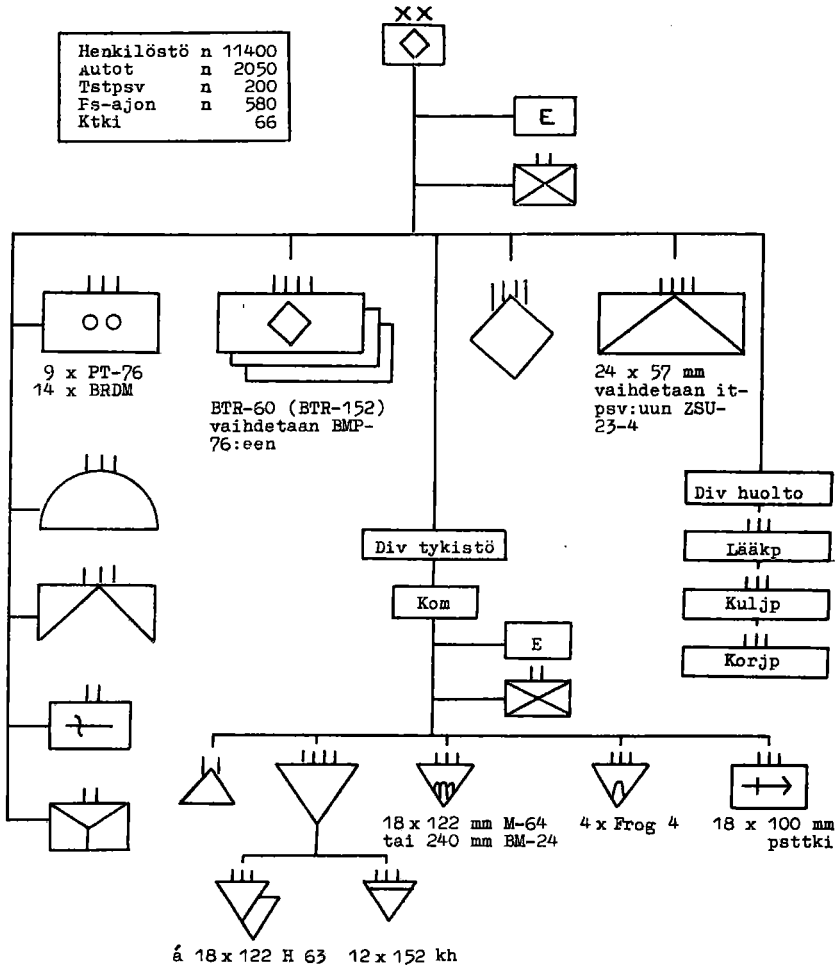 XX
Henkilöstö n 11400
Autot n 2050
Tstpsv n 200
Ps-ajon n 580
Ktki 66
E
9 x PT-76
14 x BRDM
BTR-60 (BTR-152)
vaihdetaan BMP-
76:een
24 x 57 mm
vaihdetaan it-
psv:uun ZSU-
23-4
Div huolto
Div tykistö
Lääkp
Kom
Kuljp
E
Korjp
18 x 122 mm M-64
tai 240 mm BM-24
4 x Frog 4
18 x 100 mm
psttki
á 18 x 122 H 63
12 x 152 kh